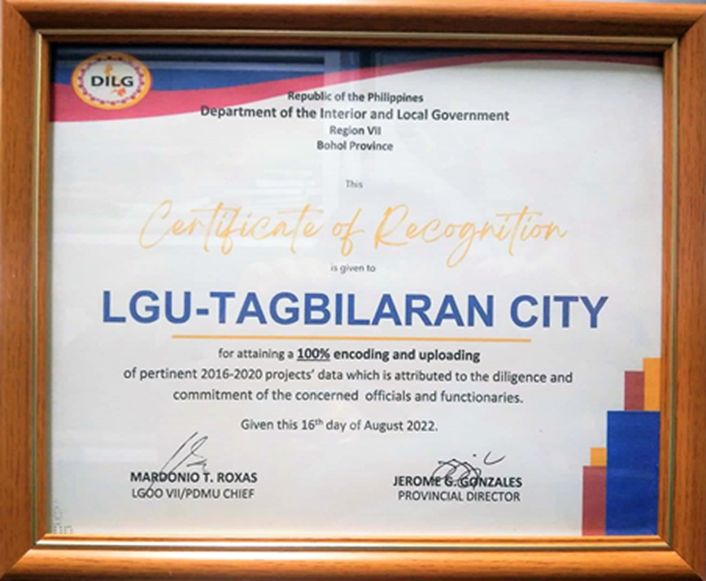 DILG
Republic of the Philippines
Department of the Interior and Local Government
Region VII
Bohol Province
This
Certificate of Recognition
is given to
LGU-TAGBILARAN CITY
for attaining a 100% encoding and uploading
of pertinent 2016-2020 projects' data which is attributed to the diligence and
commitment of the concerned officials and functionaries.
Given this 16th day of August 2022.
MARDONIO T. ROXAS
LGOO VII/PDMU CHIEF
JEROME G. GONZALES
PROVINCIAL DIRECTOR